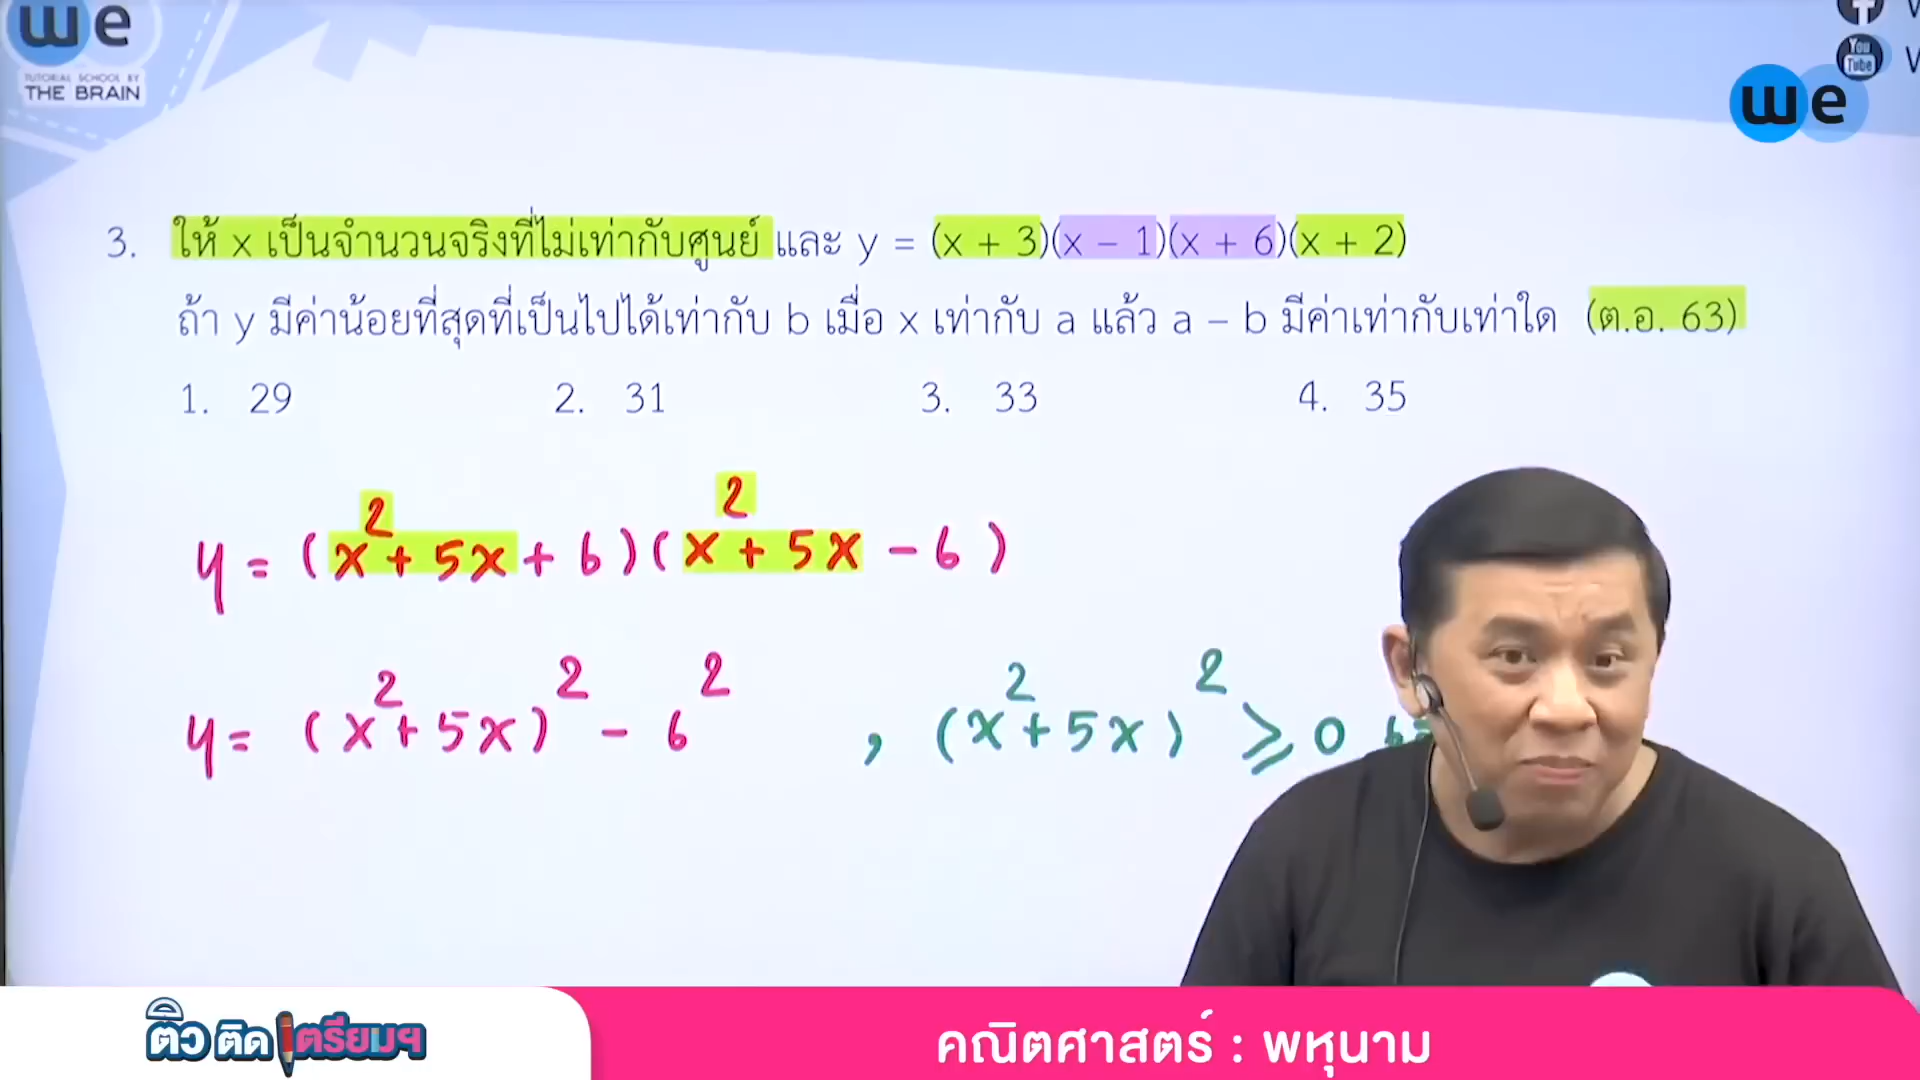 we
TUTORIAL SCHOOL BY
THE BRAIN
You
Tube
we
3. ให้ x เป็นจำนวนจริงที่ไม่เท่ากับศูนย์ และ y = (x + 3)(x – 1)(x + 6)(x + 2)
ถ้า y มีค่าน้อยที่สุดที่เป็นไปได้เท่ากับ b เมื่อ x เท่ากับ a แล้ว a – b มีค่าเท่ากับเท่าใด (ต.อ. 63)
1. 29 2. 31 3. 33 4. 35
y = (x² + 5x + 6)(x² + 5x - 6)
y = (x² + 5x)² - 6² , (x² + 5x)² ≥ 0
ติว ติด เตรียมฯ
คณิตศาสตร์ : พหุนาม